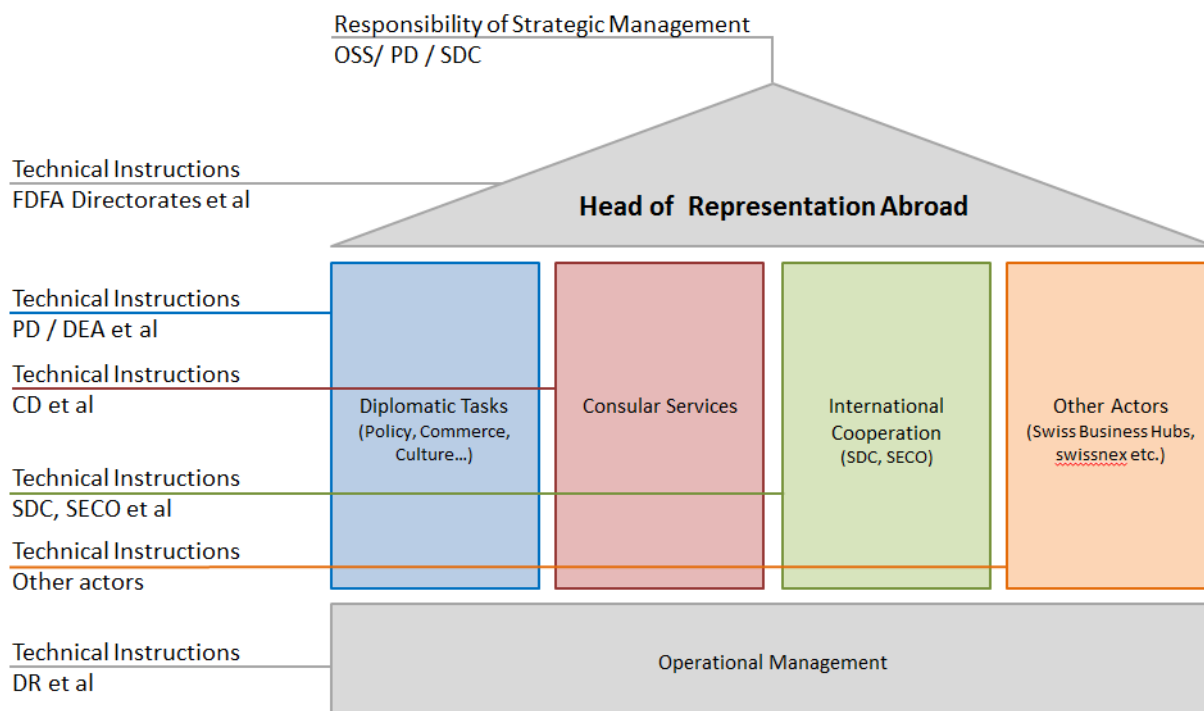 Responsibility of Strategic Management
OSS/ PD / SDC
Technical Instructions
FDFA Directorates et al
Head of Representation Abroad
Technical Instructions
PD / DEA et al
Technical Instructions
CD et al
Technical Instructions
SDC, SECO et al
Technical Instructions
Other actors
Diplomatic Tasks
(Policy, Commerce,
Culture...)
Consular Services
International
Cooperation
(SDC, SECO)
Other Actors
(Swiss Business Hubs,
swissnex etc.)
Technical Instructions
DR et al
Operational Management